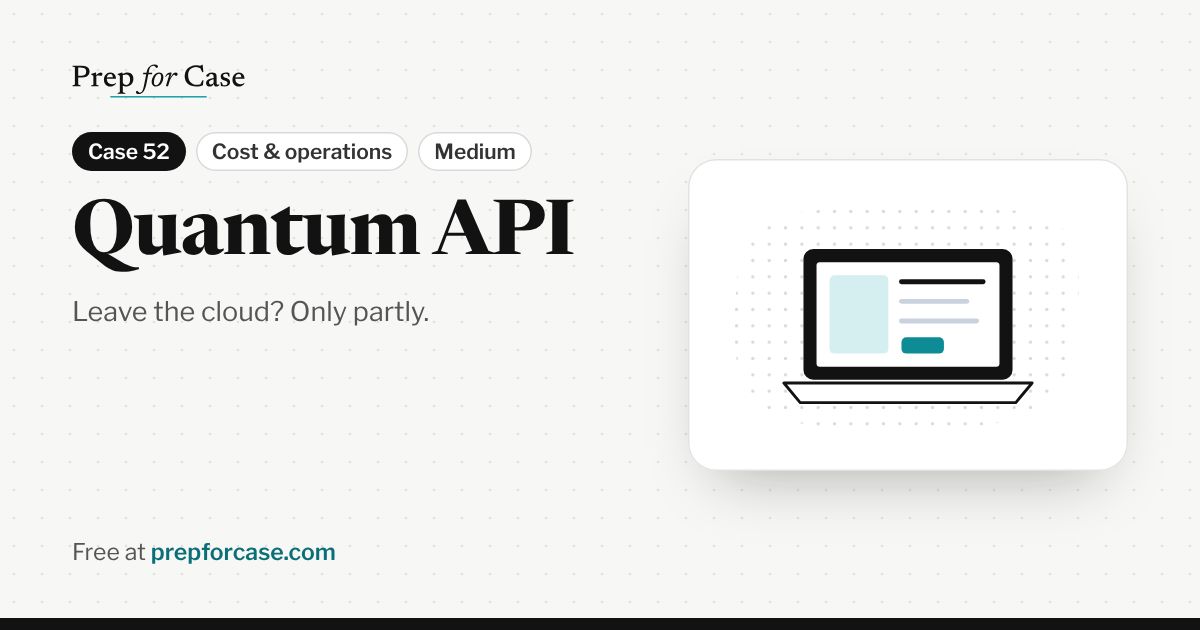 Prep for Case
Case 52
Cost & operations
Medium
Quantum API
Leave the cloud? Only partly.
Free at prepforcase.com